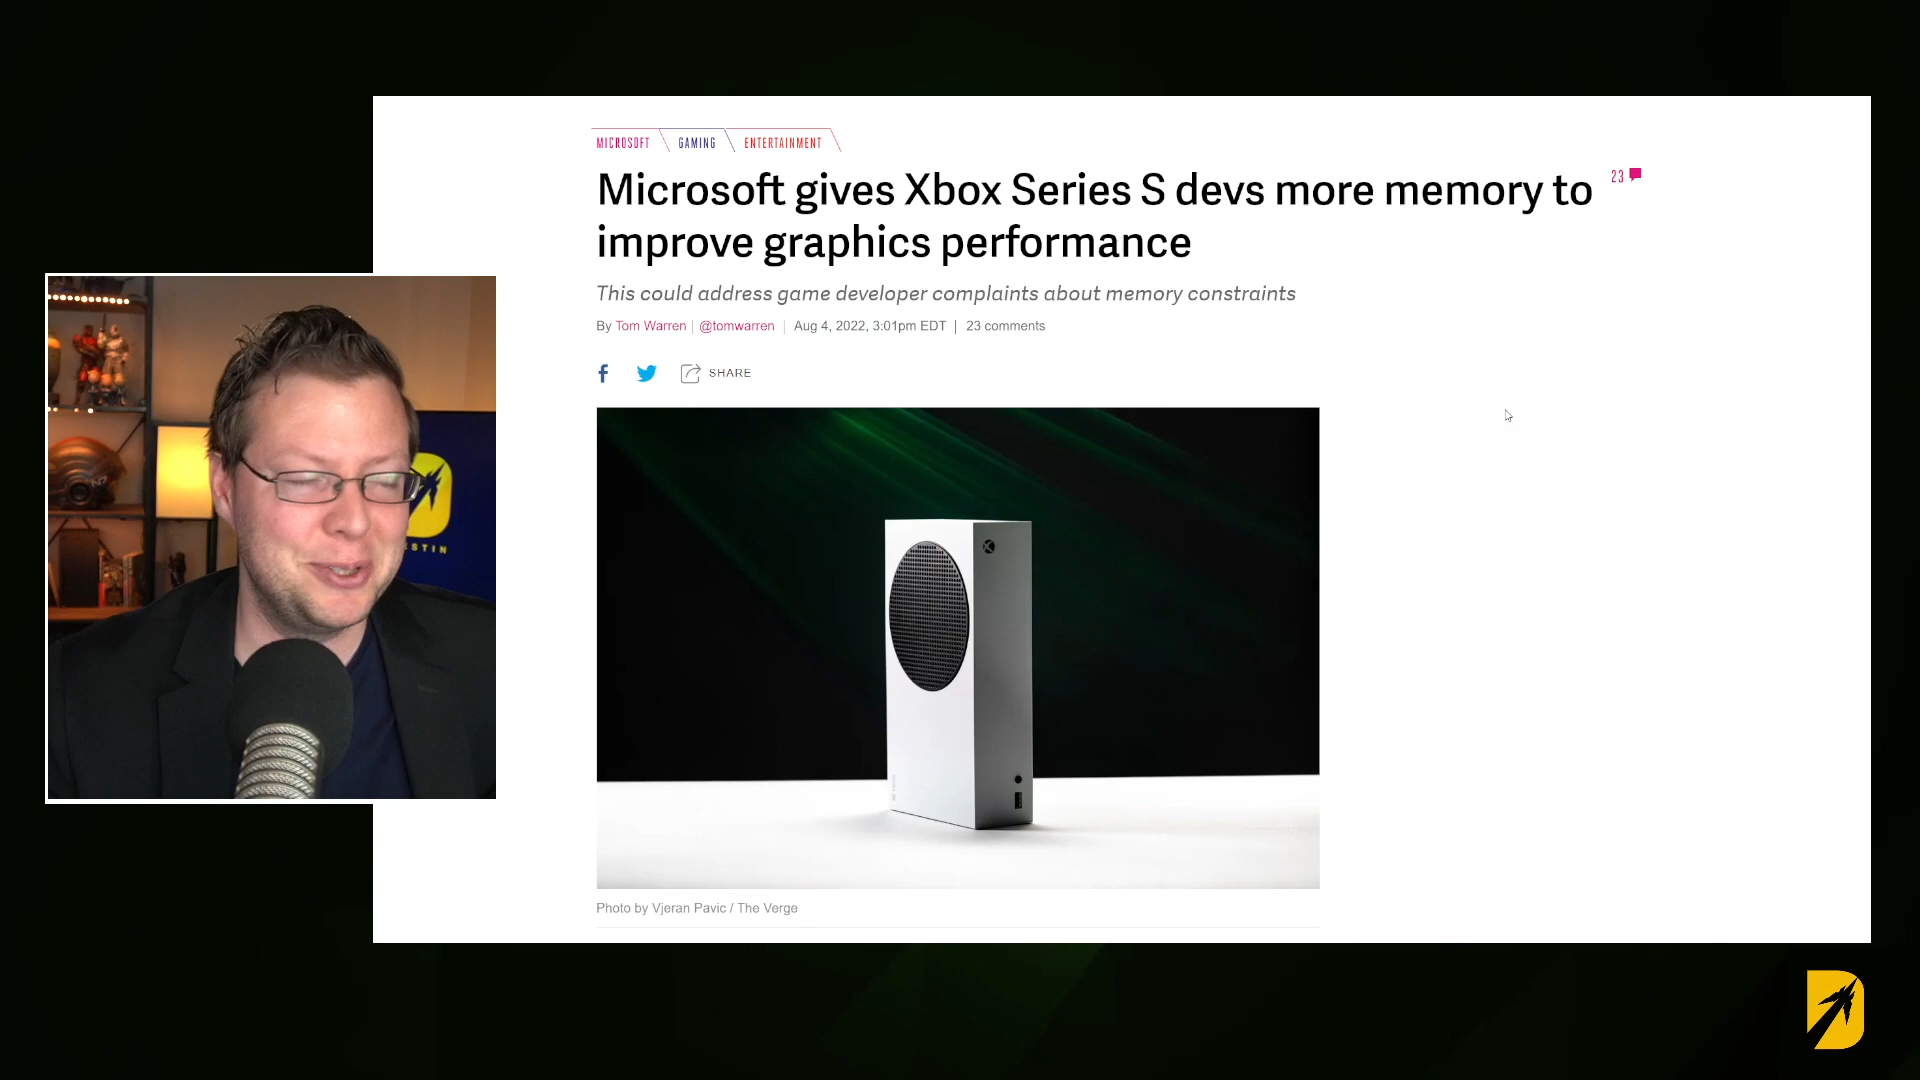 MICROSOFT
GAMING
ENTERTAINMENT
Microsoft gives Xbox Series S devs more memory to
improve graphics performance
23
This could address game developer complaints about memory constraints
By Tom Warren | @tomwarren | Aug 4, 2022, 3:01pm EDT | 23 comments
SHARE
Photo by Vjeran Pavic / The Verge
N7
STIN
D